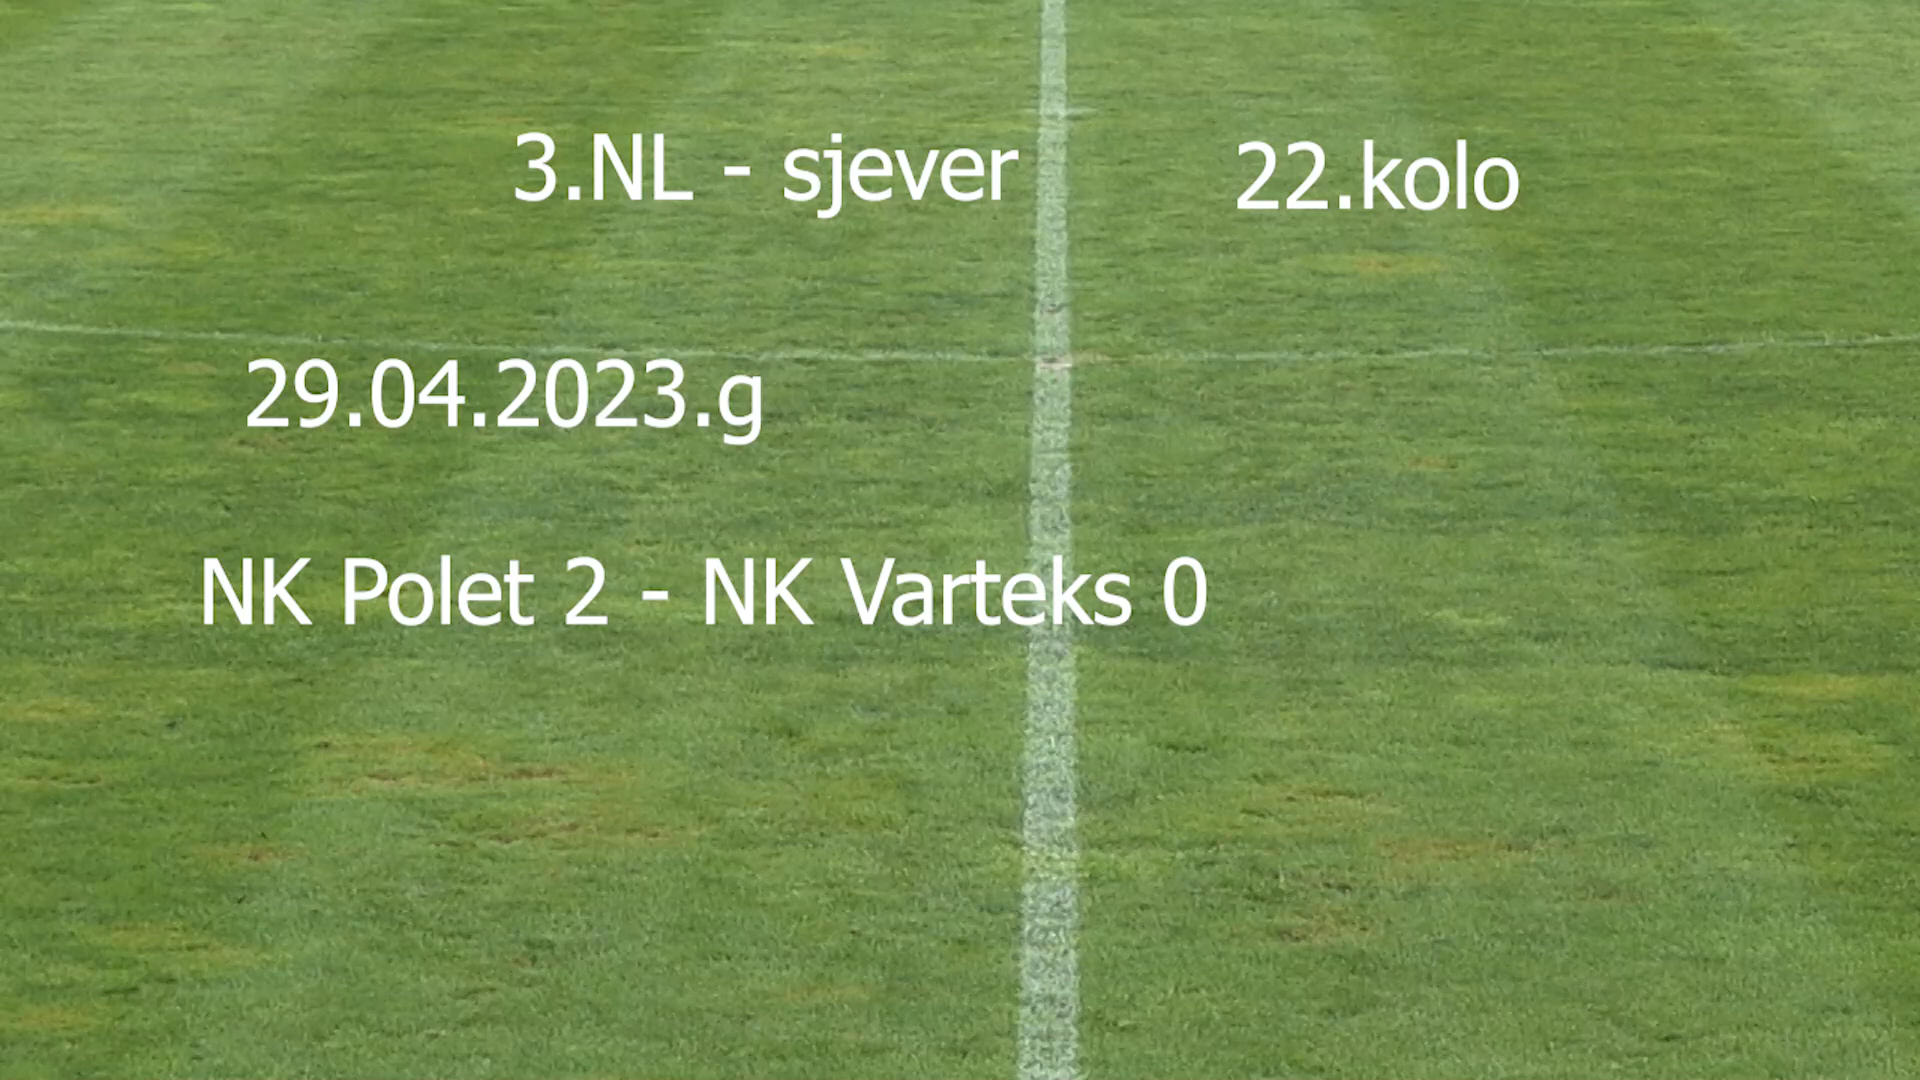 3.NL - sjever 22.kolo
29.04.2023.g
NK Polet 2 - NK Varteks 0